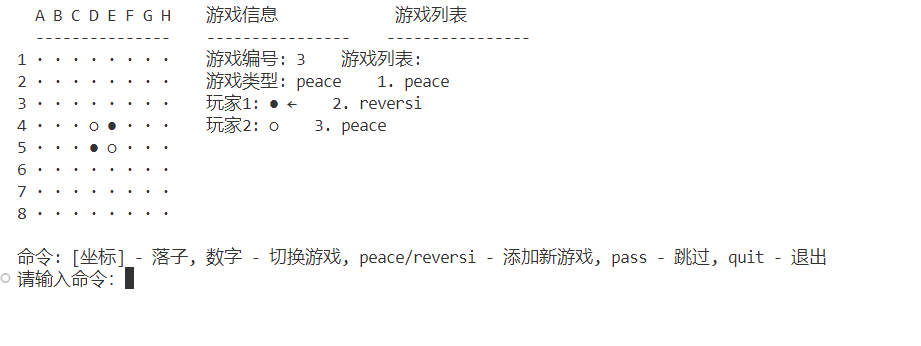 A B C D E F G H    游戏信息    游戏列表
---------------    ----------------    ----------------
1 · · · · · · · ·    游戏编号: 3    游戏列表:
2 · · · · · · · ·    游戏类型: peace    1. peace
3 · · · · · · · ·    玩家1: ● ←    2. reversi
4 · · · ○ ● · · ·    玩家2: ○    3. peace
5 · · · ● ○ · · ·
6 · · · · · · · ·
7 · · · · · · · ·
8 · · · · · · · ·
命令: [坐标] - 落子, 数字 - 切换游戏, peace/reversi - 添加新游戏, pass - 跳过, quit - 退出
请输入命令: